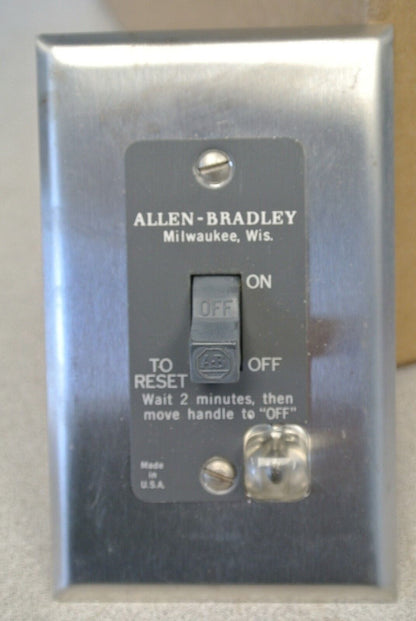 ALLEN-BRADLEY
Milwaukee, Wis.
ON
OFF
A-B
TO OFF
RESET
Wait 2 minutes, then
move handle to "OFF"
Made
in
U.S.A.